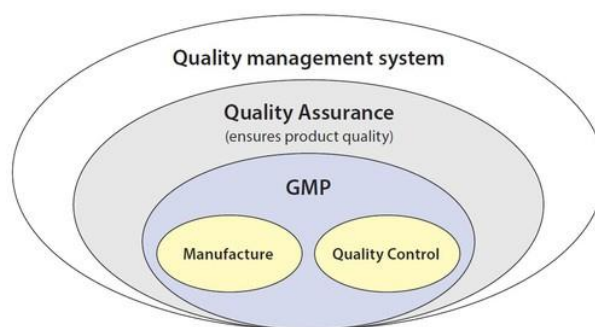 Quality management system
Quality Assurance
(ensures product quality)
GMP
Manufacture
Quality Control